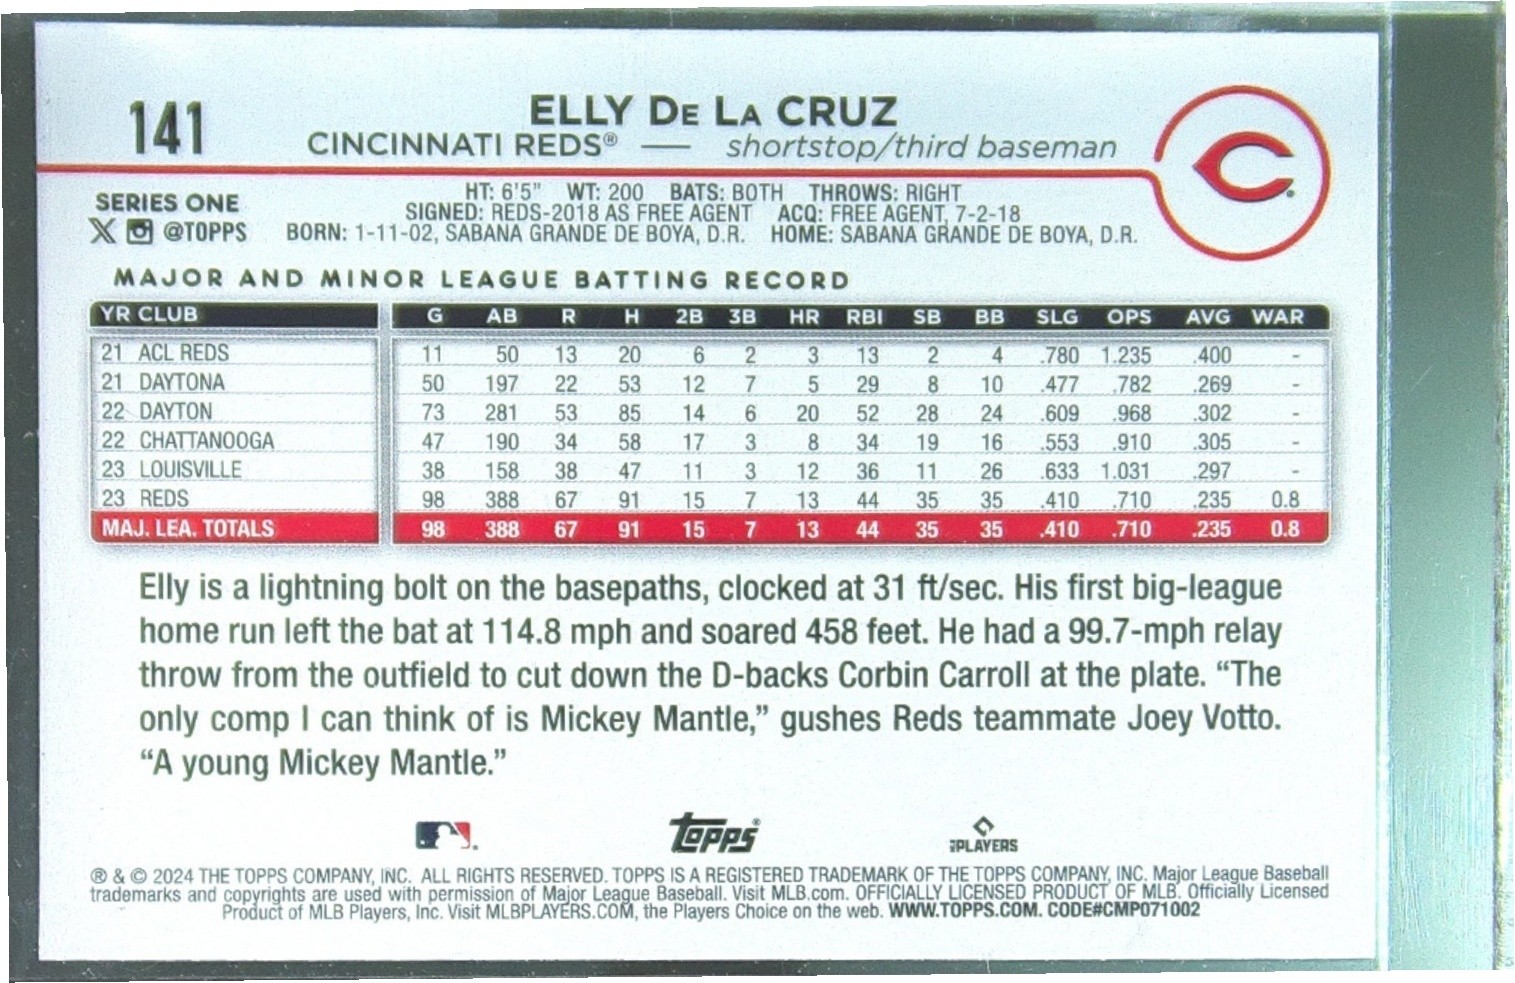 141
ELLY DE LA CRUZ
CINCINNATI REDS® — shortstop/third baseman
C
SERIES ONE
@TOPPS
HT: 6'5" WT: 200 BATS: BOTH THROWS: RIGHT
SIGNED: REDS-2018 AS FREE AGENT ACQ: FREE AGENT, 7-2-18
BORN: 1-11-02, SABANA GRANDE DE BOYA, D.R. HOME: SABANA GRANDE DE BOYA, D.R.
MAJOR AND MINOR LEAGUE BATTING RECORD
YR CLUB G AB R H 2B 3B HR RBI SB BB SLG OPS AVG WAR
21 ACL REDS 11 50 13 20 6 2 3 13 2 4 .780 1.235 .400 -
21 DAYTONA 50 197 22 53 12 7 5 29 8 10 .477 .782 .269 -
22 DAYTON 73 281 53 85 14 6 20 52 28 24 .609 .968 .302 -
22 CHATTANOOGA 47 190 34 58 17 3 8 34 19 16 .553 .910 .305 -
23 LOUISVILLE 38 158 38 47 11 3 12 36 11 26 .633 1.031 .297 -
23 REDS 98 388 67 91 15 7 13 44 35 35 .410 .710 .235 0.8
MAJ. LEA. TOTALS 98 388 67 91 15 7 13 44 35 35 .410 .710 .235 0.8
Elly is a lightning bolt on the basepaths, clocked at 31 ft/sec. His first big-league
home run left the bat at 114.8 mph and soared 458 feet. He had a 99.7-mph relay
throw from the outfield to cut down the D-backs Corbin Carroll at the plate. “The
only comp I can think of is Mickey Mantle,” gushes Reds teammate Joey Votto.
“A young Mickey Mantle.”
topps®
MLBPLAYERS
® & © 2024 THE TOPPS COMPANY, INC. ALL RIGHTS RESERVED. TOPPS IS A REGISTERED TRADEMARK OF THE TOPPS COMPANY, INC. Major League Baseball
trademarks and copyrights are used with permission of Major League Baseball. Visit MLB.com. OFFICIALLY LICENSED PRODUCT OF MLB. Officially Licensed
Product of MLB Players, Inc. Visit MLBPLAYERS.COM, the Players Choice on the web. WWW.TOPPS.COM. CODE#CMP071002